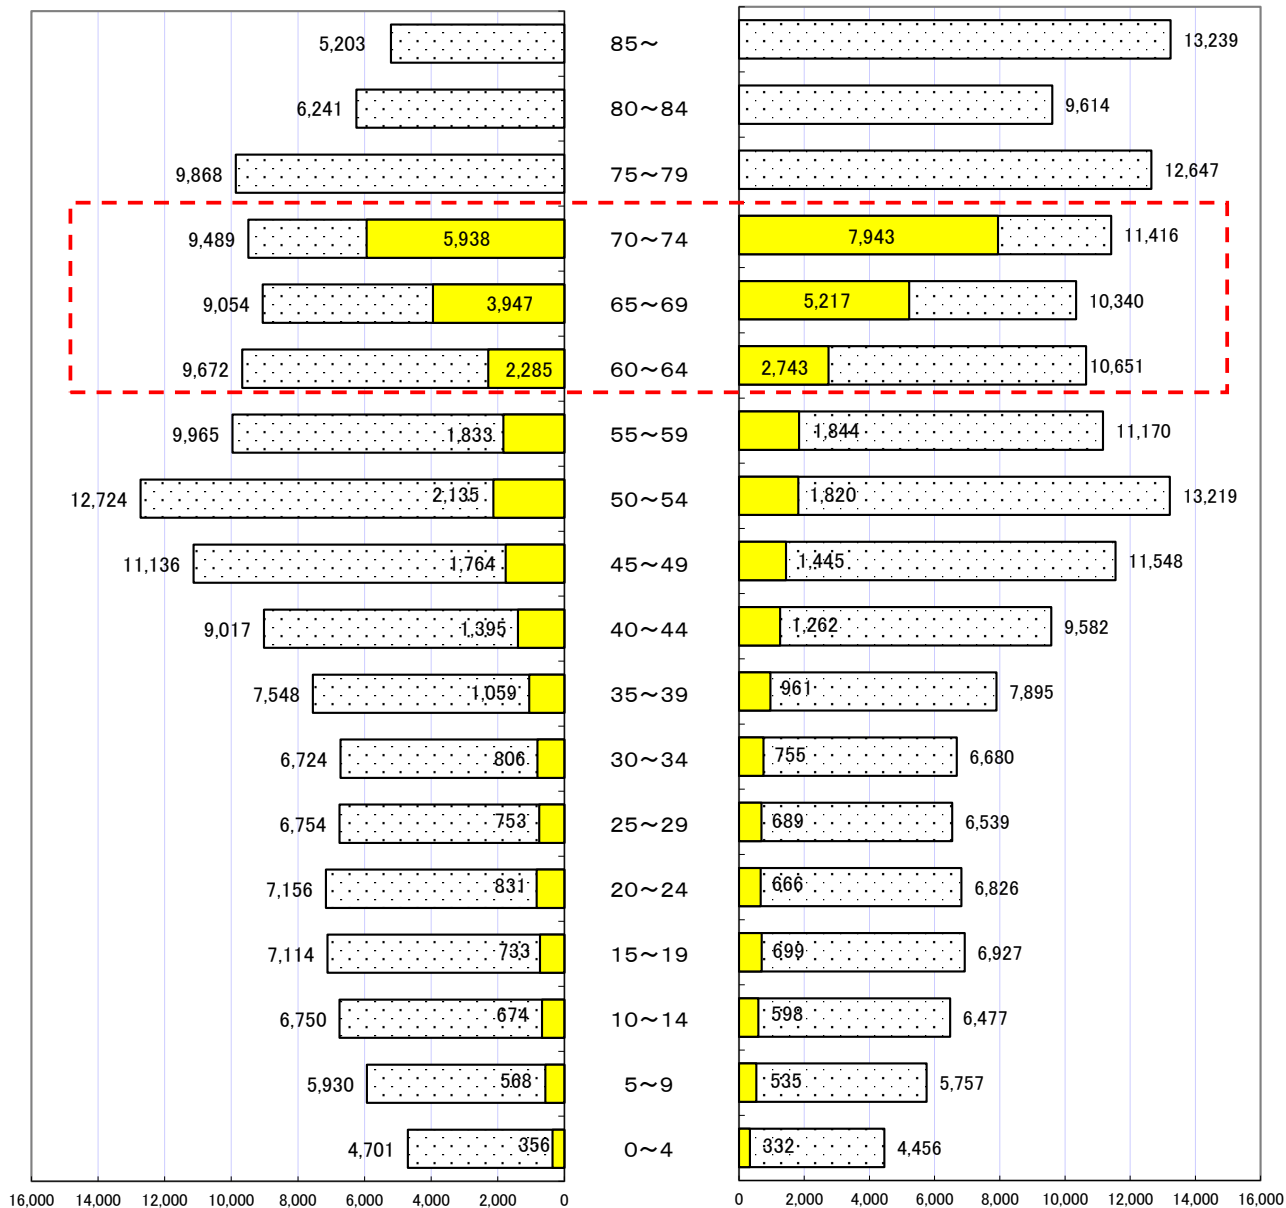 5,203 85～ 13,239
6,241 80～84 9,614
9,868 75～79 12,647
9,489 5,938 70～74 7,943 11,416
9,054 3,947 65～69 5,217 10,340
9,672 2,285 60～64 2,743 10,651
9,965 1,833 55～59 1,844 11,170
12,724 2,135 50～54 1,820 13,219
11,136 1,764 45～49 1,445 11,548
9,017 1,395 40～44 1,262 9,582
7,548 1,059 35～39 961 7,895
6,724 806 30～34 755 6,680
6,754 753 25～29 689 6,539
7,156 831 20～24 666 6,826
7,114 733 15～19 699 6,927
6,750 674 10～14 598 6,477
5,930 568 5～9 535 5,757
4,701 356 0～4 332 4,456
16,000 14,000 12,000 10,000 8,000 6,000 4,000 2,000 0 0 2,000 4,000 6,000 8,000 10,000 12,000 14,000 16,000